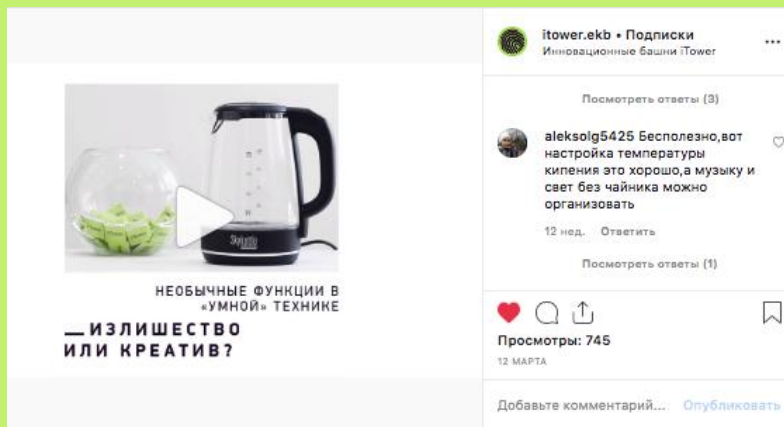 itower.ekb • Подписки
Инновационные башни iTower
Посмотреть ответы (3)
aleksolg5425 Бесполезно,вот
настройка температуры
кипения это хорошо,а музыку и
свет без чайника можно
организовать
12 нед. Ответить
Посмотреть ответы (1)
НЕОБЫЧНЫЕ ФУНКЦИИ В
«УМНОЙ» ТЕХНИКЕ
__ИЗЛИШЕСТВО
ИЛИ КРЕАТИВ?
Просмотры: 745
12 МАРТА
Добавьте комментарий... Опубликовать